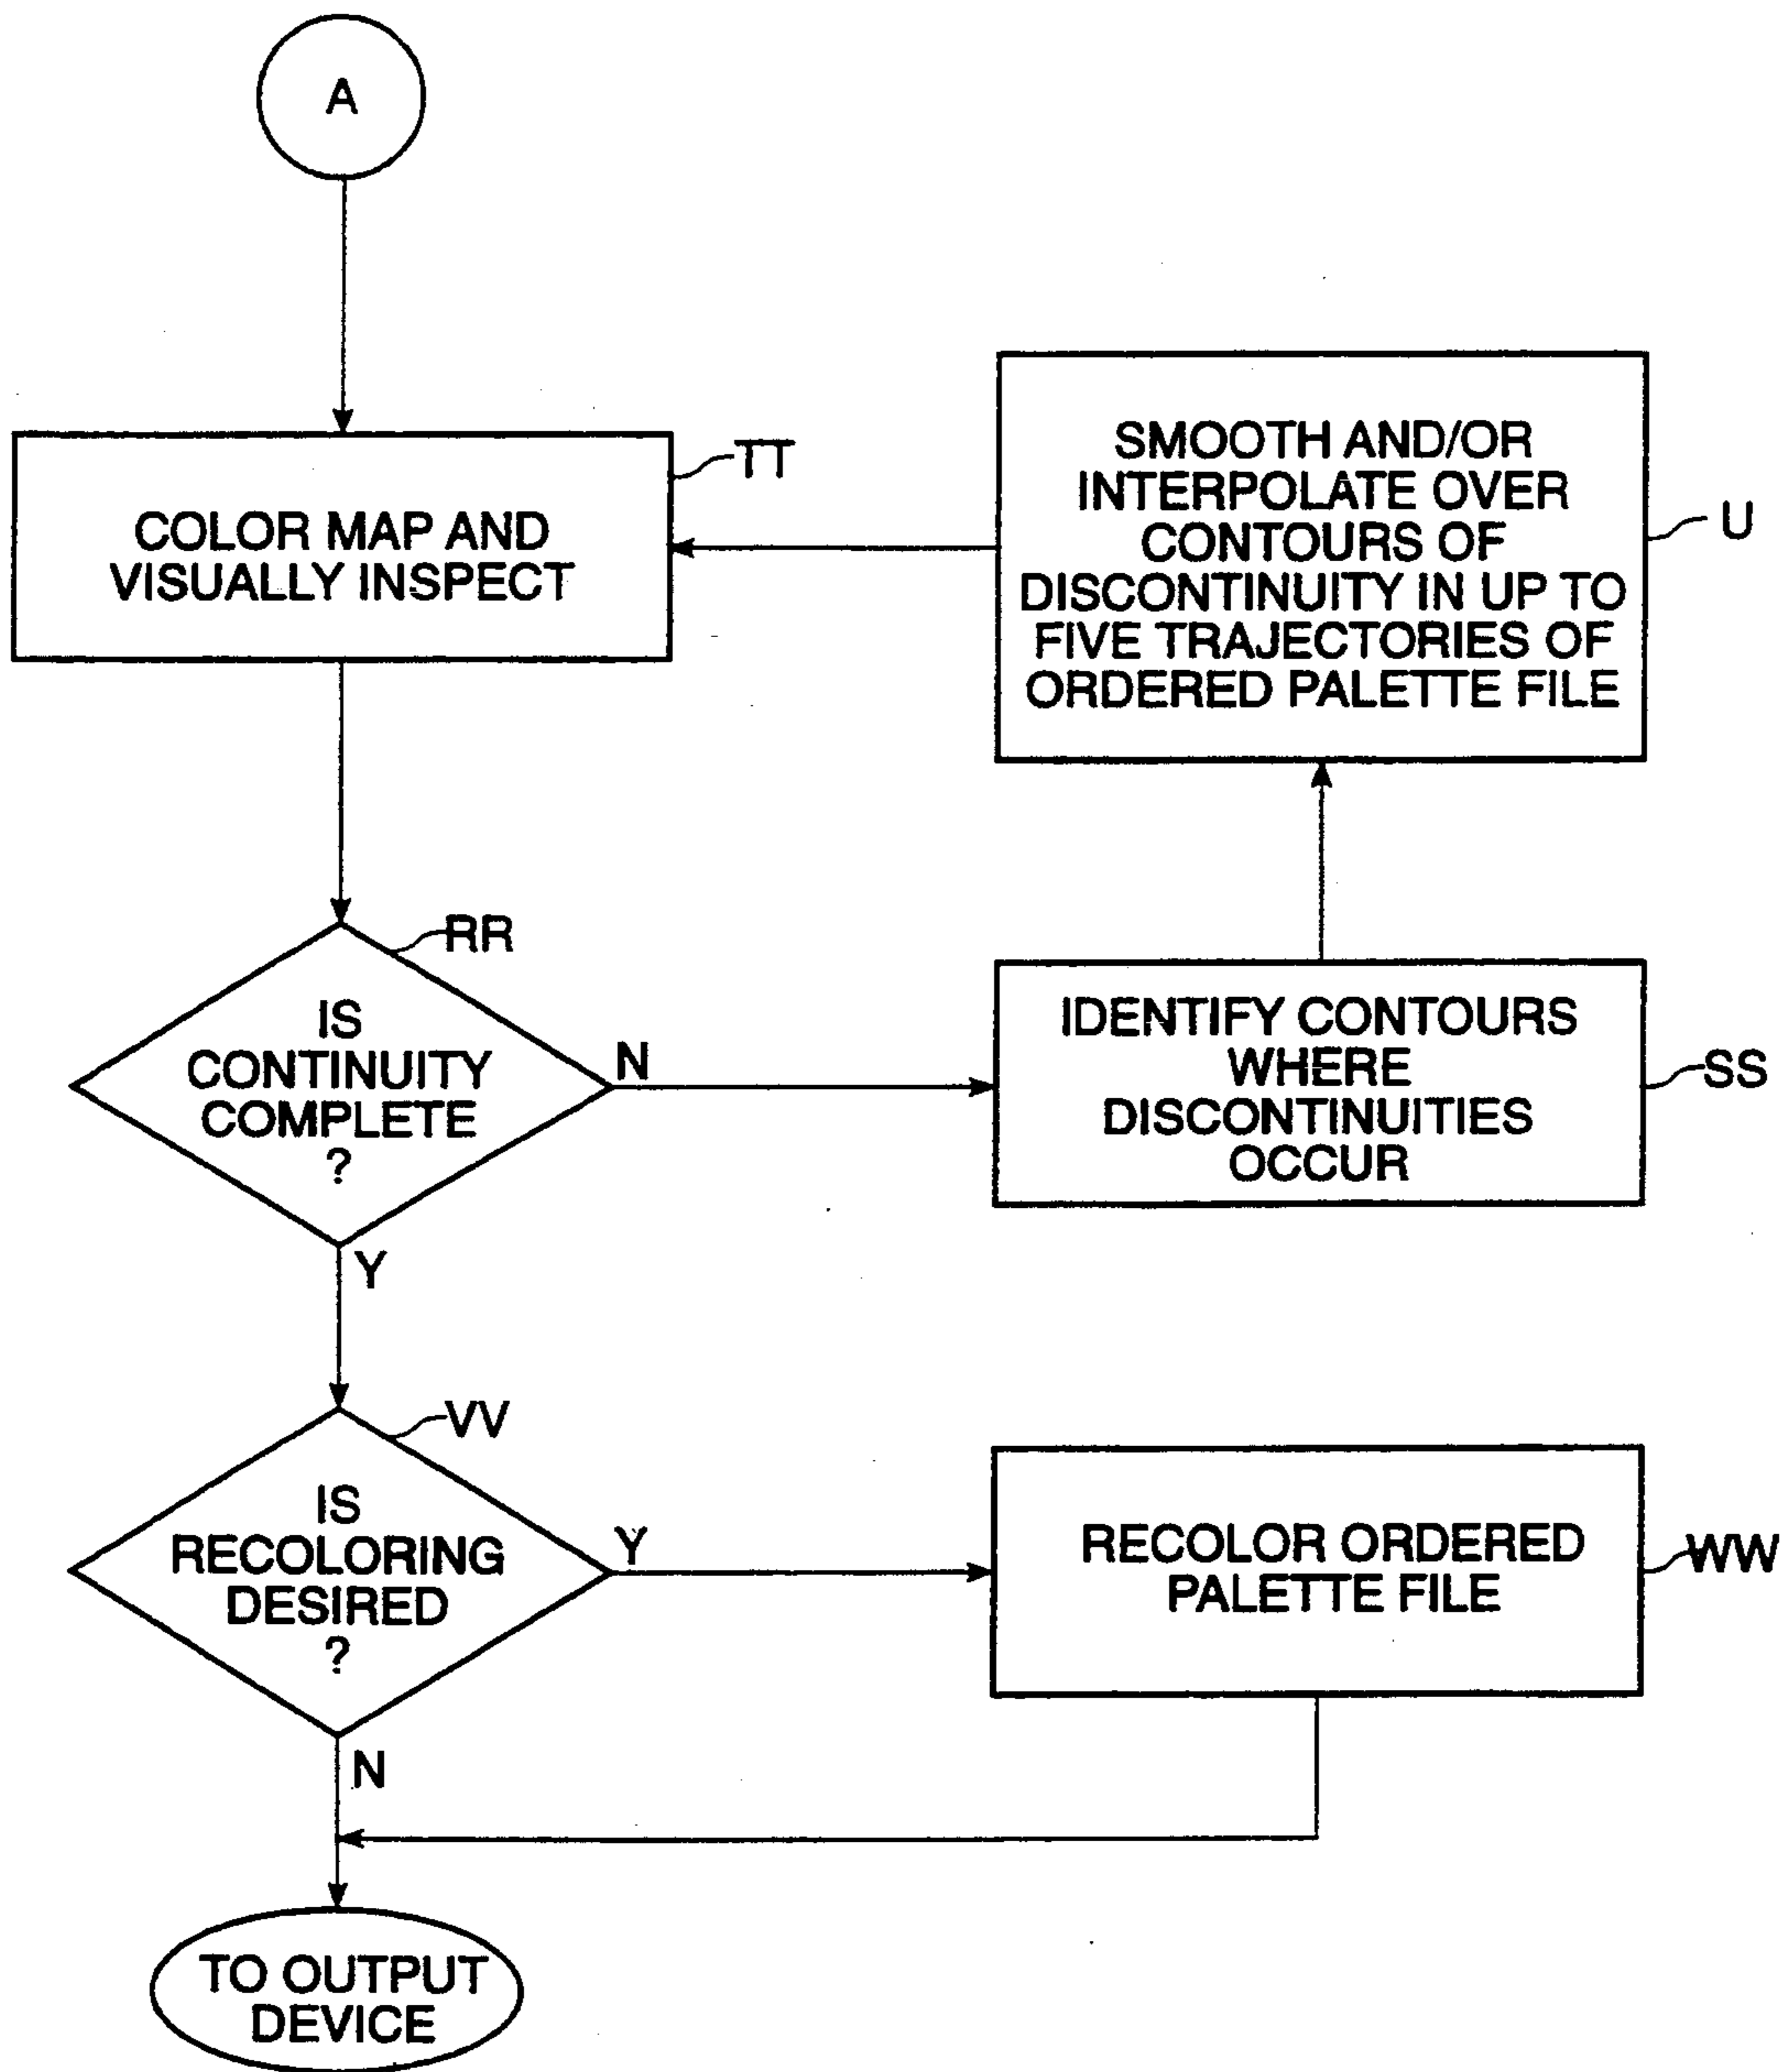 A
TT
COLOR MAP AND
VISUALLY INSPECT
SMOOTH AND/OR
INTERPOLATE OVER
CONTOURS OF
DISCONTINUITY IN UP TO
FIVE TRAJECTORIES OF
ORDERED PALETTE FILE
U
RR
IS
CONTINUITY
COMPLETE
?
N
Y
IDENTIFY CONTOURS
WHERE
DISCONTINUITIES
OCCUR
SS
VV
IS
RECOLORING
DESIRED
?
Y
N
RECOLOR ORDERED
PALETTE FILE
WW
TO OUTPUT
DEVICE